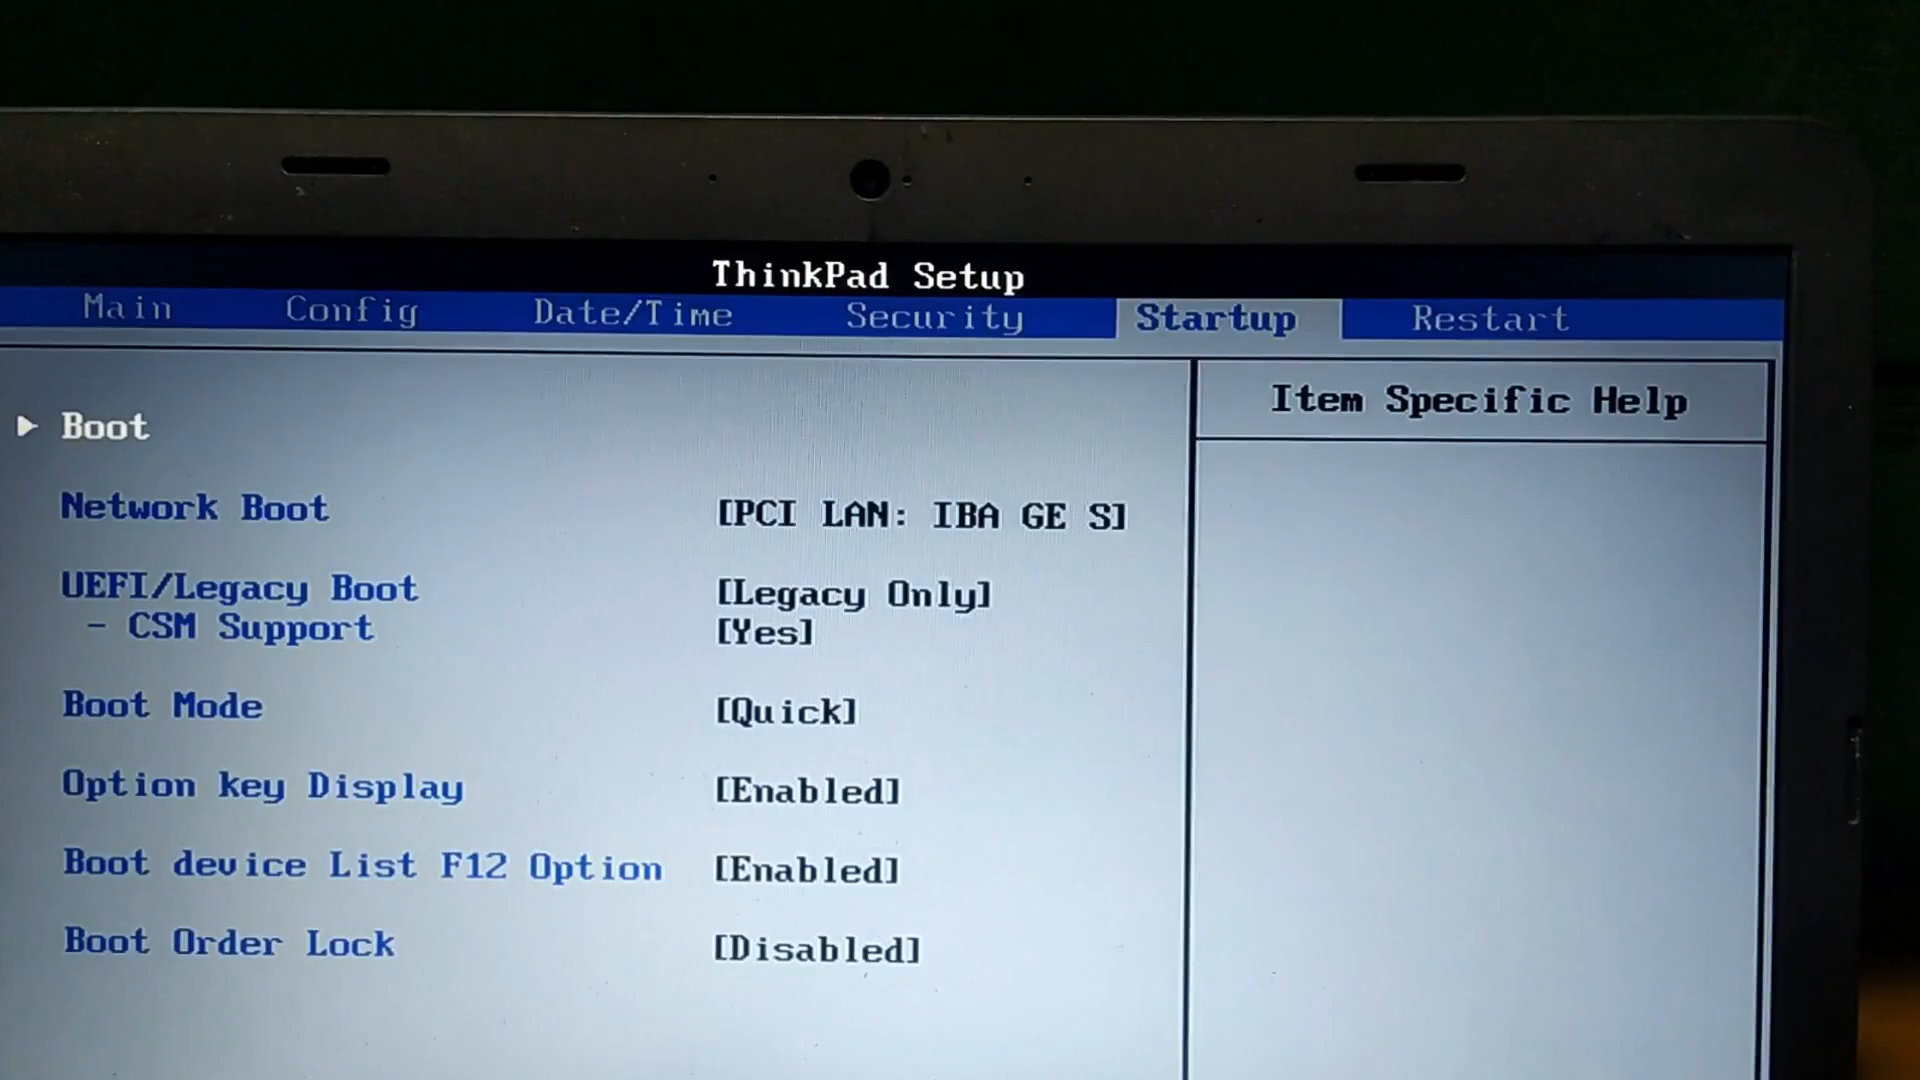 ThinkPad Setup
Main Config Date/Time Security Startup Restart
Item Specific Help
Boot
Network Boot [PCI LAN: IBA GE S]
UEFI/Legacy Boot [Legacy Only]
- CSM Support [Yes]
Boot Mode [Quick]
Option key Display [Enabled]
Boot device List F12 Option [Enabled]
Boot Order Lock [Disabled]